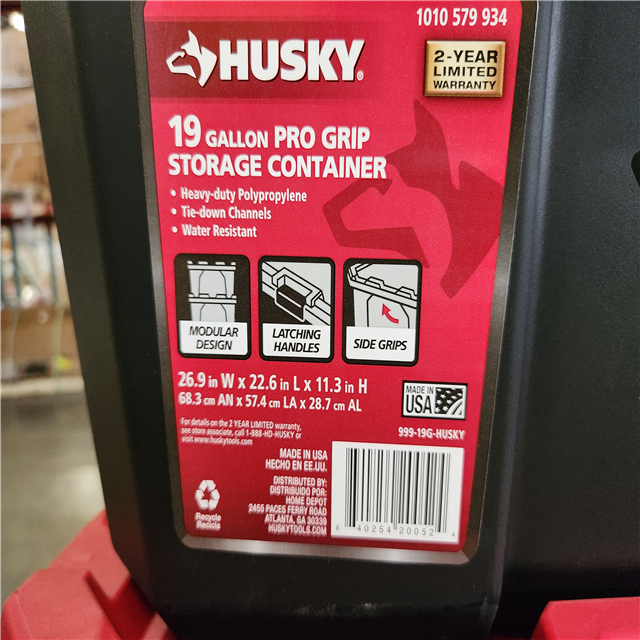 1010 579 934
HUSKY®
2-YEAR
LIMITED
WARRANTY
19 GALLON PRO GRIP
STORAGE CONTAINER
• Heavy-duty Polypropylene
• Tie-down Channels
• Water Resistant
MODULAR
DESIGN
LATCHING
HANDLES
SIDE GRIPS
26.9 in W x 22.6 in L x 11.3 in H
68.3 cm AN x 57.4 cm LA x 28.7 cm AL
MADE IN
USA
For details on the 2 YEAR LIMITED warranty,
see store associate, call 1-888-HD-HUSKY or
visit www.huskytools.com
999-19G-HUSKY
MADE IN USA
HECHO EN EE.UU.
DISTRIBUTED BY:
DISTRIBUIDO POR:
HOME DEPOT
2455 PACES FERRY ROAD
ATLANTA, GA 30339
HUSKYTOOLS.COM
Recycle
Recicla
8 40254 20052 4